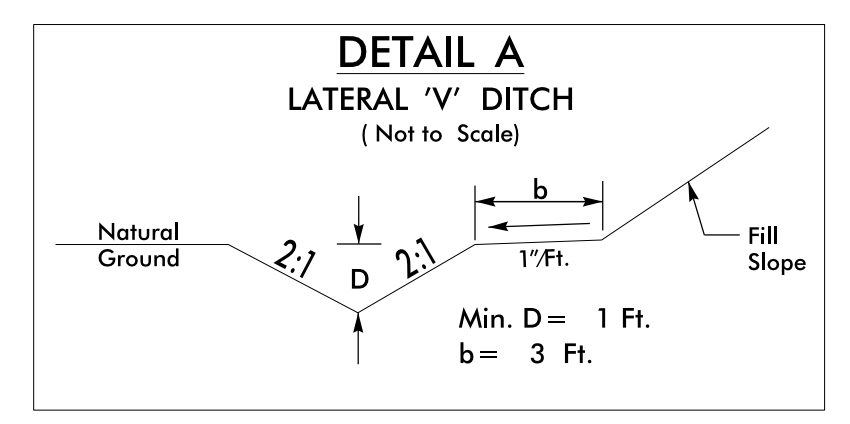 DETAIL A
LATERAL 'V' DITCH
( Not to Scale)
b
Natural
Ground
2:1
D
2:1
1"/Ft.
Fill
Slope
Min. D = 1 Ft.
b = 3 Ft.